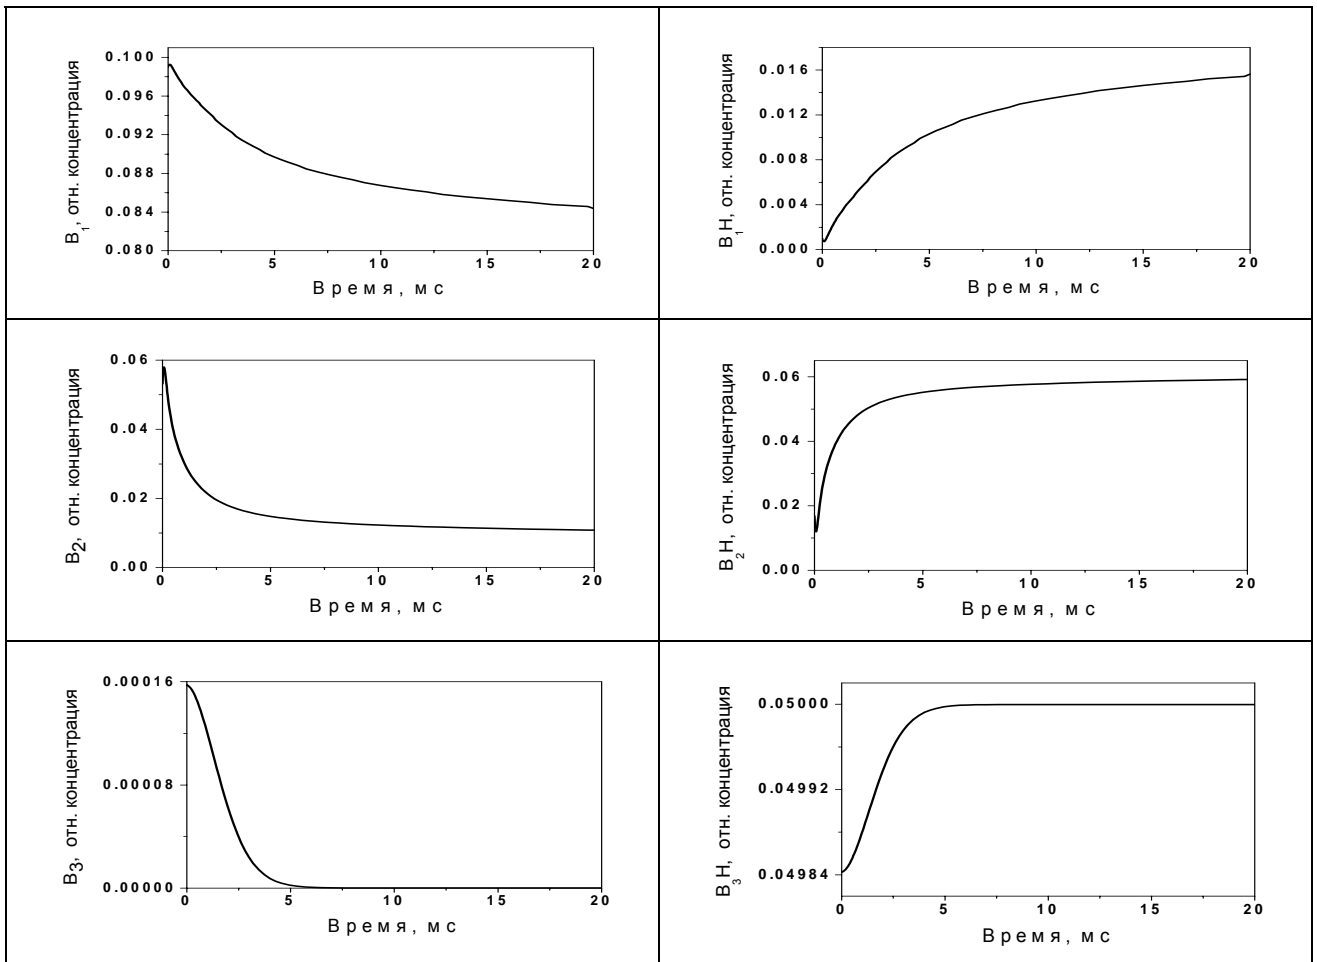 B₁, отн. концентрация
0.100
0.096
0.092
0.088
0.084
0.080
0 5 10 15 20
Время, мс
B₁H, отн. концентрация
0.016
0.012
0.008
0.004
0.000
0 5 10 15 20
Время, мс
B2, отн. концентрация
0.06
0.04
0.02
0.00
0 5 10 15 20
Время, мс
B₂H, отн. концентрация
0.06
0.04
0.02
0.00
0 5 10 15 20
Время, мс
B3, отн. концентрация
0.00016
0.00008
0.00000
0 5 10 15 20
Время, мс
B₃H, отн. концентрация
0.05000
0.04992
0.04984
0 5 10 15 20
Время, мс